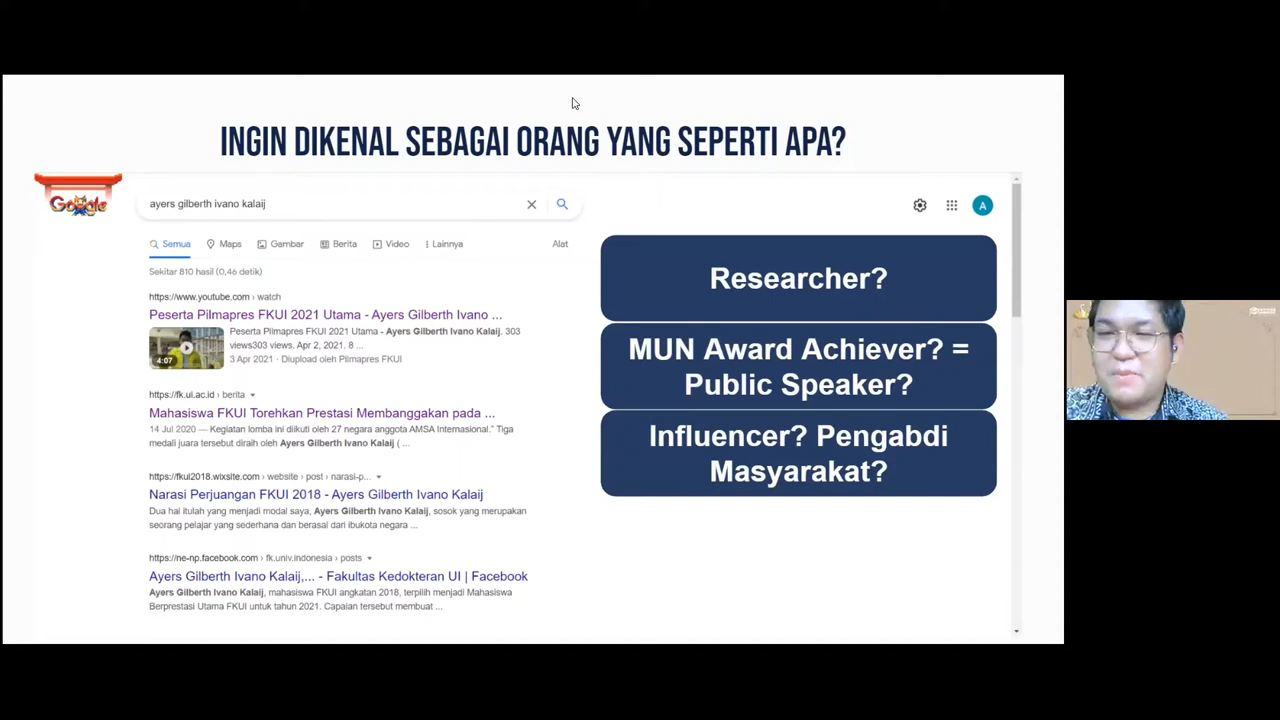 INGIN DIKENAL SEBAGAI ORANG YANG SEPERTI APA?
Google
ayers gilberth ivano kalaij
A
Semua Maps Gambar Berita Video Lainnya Alat
Sekitar 810 hasil (0,46 detik)
https://www.youtube.com › watch
Peserta Pilmapres FKUI 2021 Utama - Ayers Gilberth Ivano ...
4:07
Peserta Pilmapres FKUI 2021 Utama - Ayers Gilberth Ivano Kalaij. 303
views303 views. Apr 2, 2021. 8 ...
3 Apr 2021 · Diupload oleh Pilmapres FKUI
https://fk.ui.ac.id › berita
Mahasiswa FKUI Torehkan Prestasi Membanggakan pada ...
14 Jul 2020 — Kegiatan lomba ini diikuti oleh 27 negara anggota AMSA Internasional." Tiga
medali juara tersebut diraih oleh Ayers Gilberth Ivano Kalaij ( ...
https://fkui2018.wixsite.com › website › post › narasi-p...
Narasi Perjuangan FKUI 2018 - Ayers Gilberth Ivano Kalaij
Dua hal itulah yang menjadi modal saya, Ayers Gilberth Ivano Kalaij, sosok yang merupakan
seorang pelajar yang sederhana dan berasal dari ibukota negara ...
https://ne-np.facebook.com › fk.univ.indonesia › posts
Ayers Gilberth Ivano Kalaij,... - Fakultas Kedokteran UI | Facebook
Ayers Gilberth Ivano Kalaij, mahasiswa FKUI angkatan 2018, terpilih menjadi Mahasiswa
Berprestasi Utama FKUI untuk tahun 2021. Capaian tersebut membuat ...
Researcher?
MUN Award Achiever? =
Public Speaker?
Influencer? Pengabdi
Masyarakat?